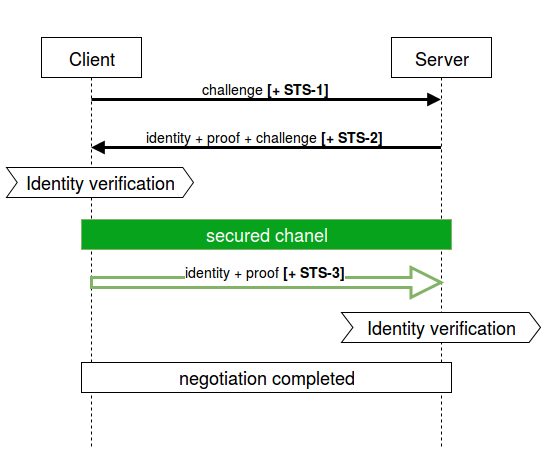 Client
Server
challenge [+ STS-1]
identity + proof + challenge [+ STS-2]
Identity verification
secured chanel
identity + proof [+ STS-3]
Identity verification
negotiation completed